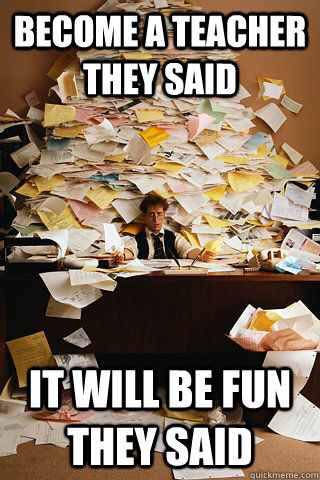 BECOME A TEACHER
THEY SAID
IT WILL BE FUN
THEY SAID
quickmeme.com